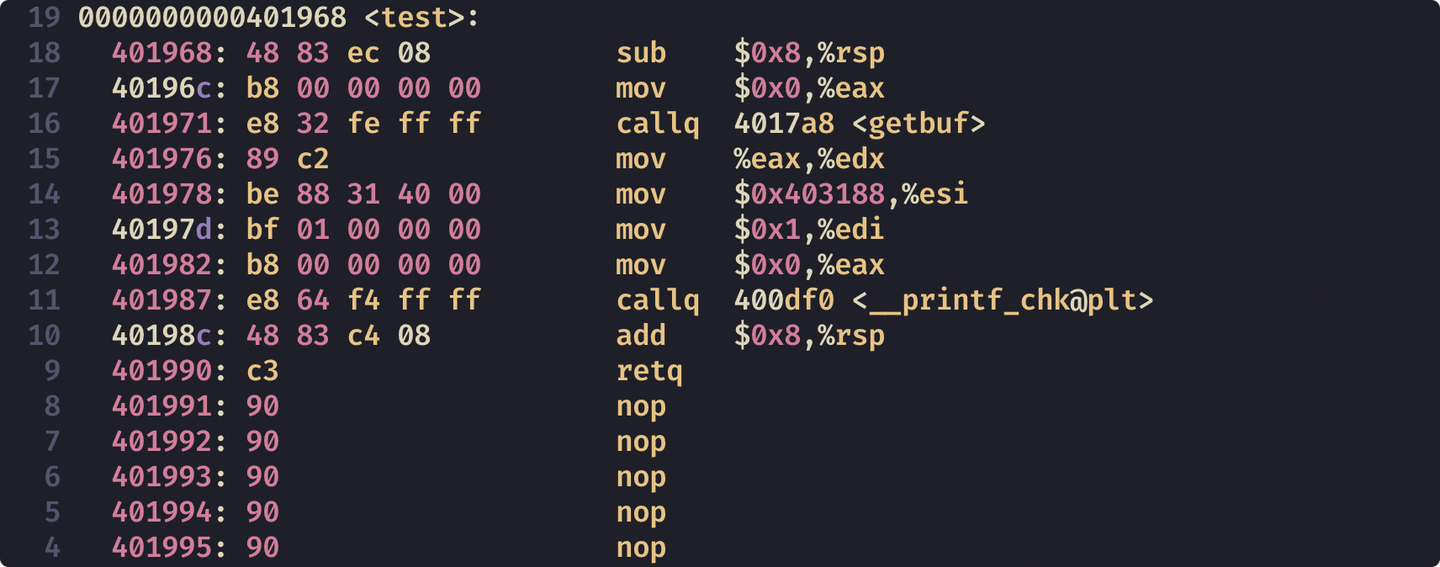 19 0000000000401968 <test>:
18 401968: 48 83 ec 08 sub $0x8,%rsp
17 40196c: b8 00 00 00 00 mov $0x0,%eax
16 401971: e8 32 fe ff ff callq 4017a8 <getbuf>
15 401976: 89 c2 mov %eax,%edx
14 401978: be 88 31 40 00 mov $0x403188,%esi
13 40197d: bf 01 00 00 00 mov $0x1,%edi
12 401982: b8 00 00 00 00 mov $0x0,%eax
11 401987: e8 64 f4 ff ff callq 400df0 <__printf_chk@plt>
10 40198c: 48 83 c4 08 add $0x8,%rsp
9 401990: c3 retq
8 401991: 90 nop
7 401992: 90 nop
6 401993: 90 nop
5 401994: 90 nop
4 401995: 90 nop